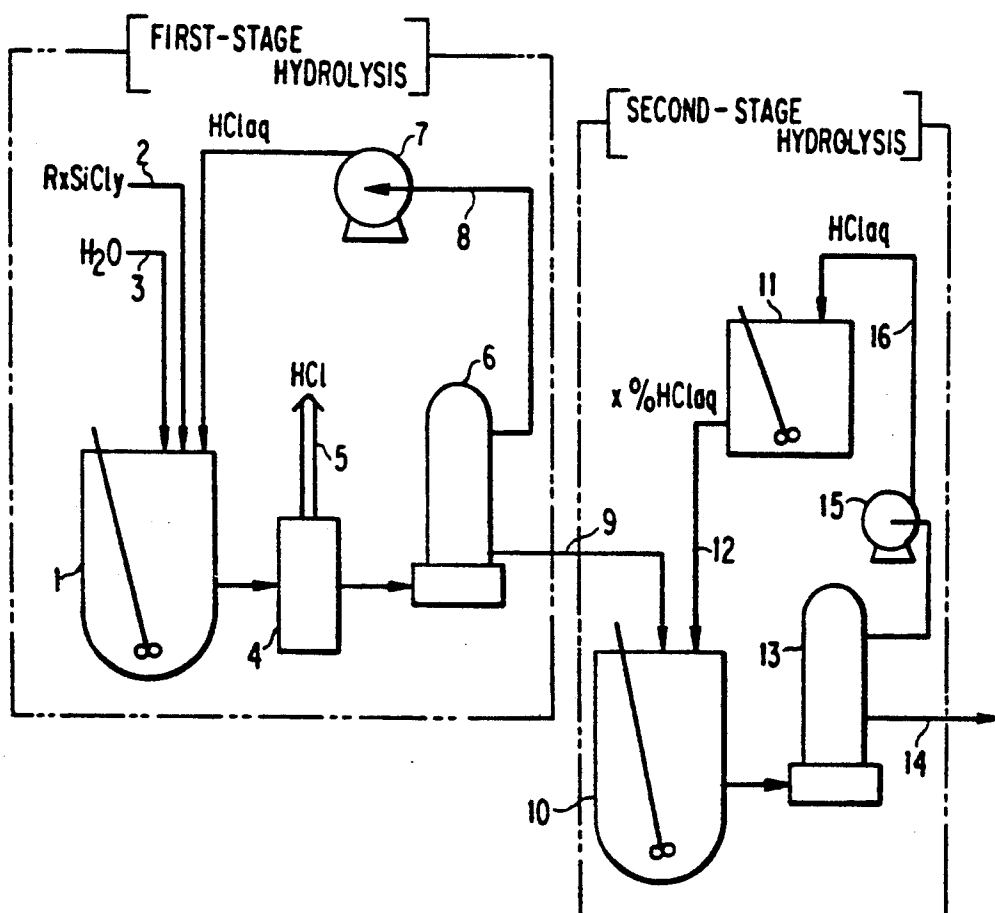 FIRST-STAGE
HYDROLYSIS
SECOND-STAGE
HYDROLYSIS
HClaq
7
2
RxSiCly
8
H2O
3
HClaq
11
16
6
HCl
x %HClaq
5
15
9
12
1
4
13
14
10